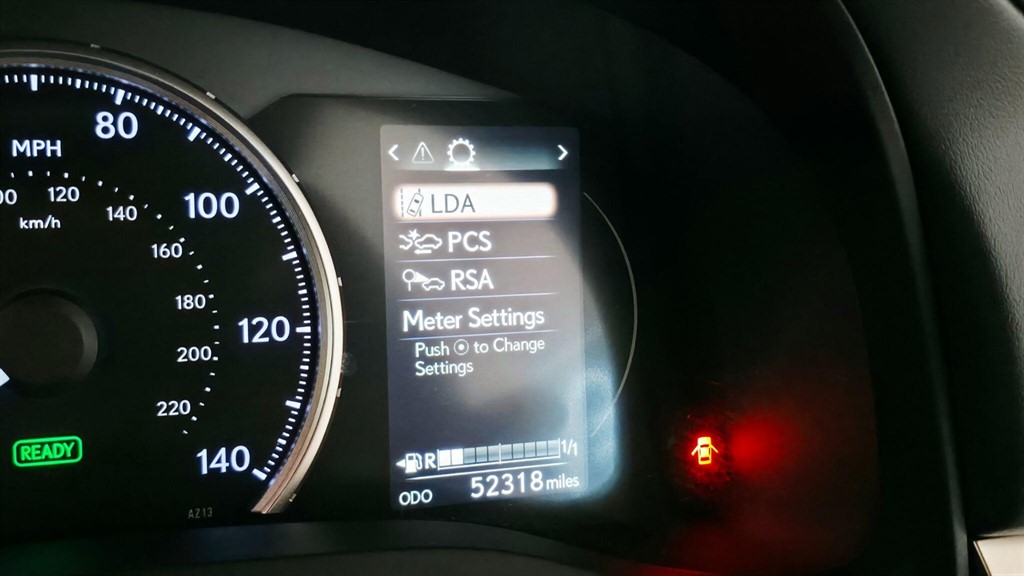 80
MPH
100
120
km/h
140
160
180
120
200
220
140
READY
AZ13
LDA
PCS
RSA
Meter Settings
Push to Change
Settings
R 1/1
ODO 52318 miles